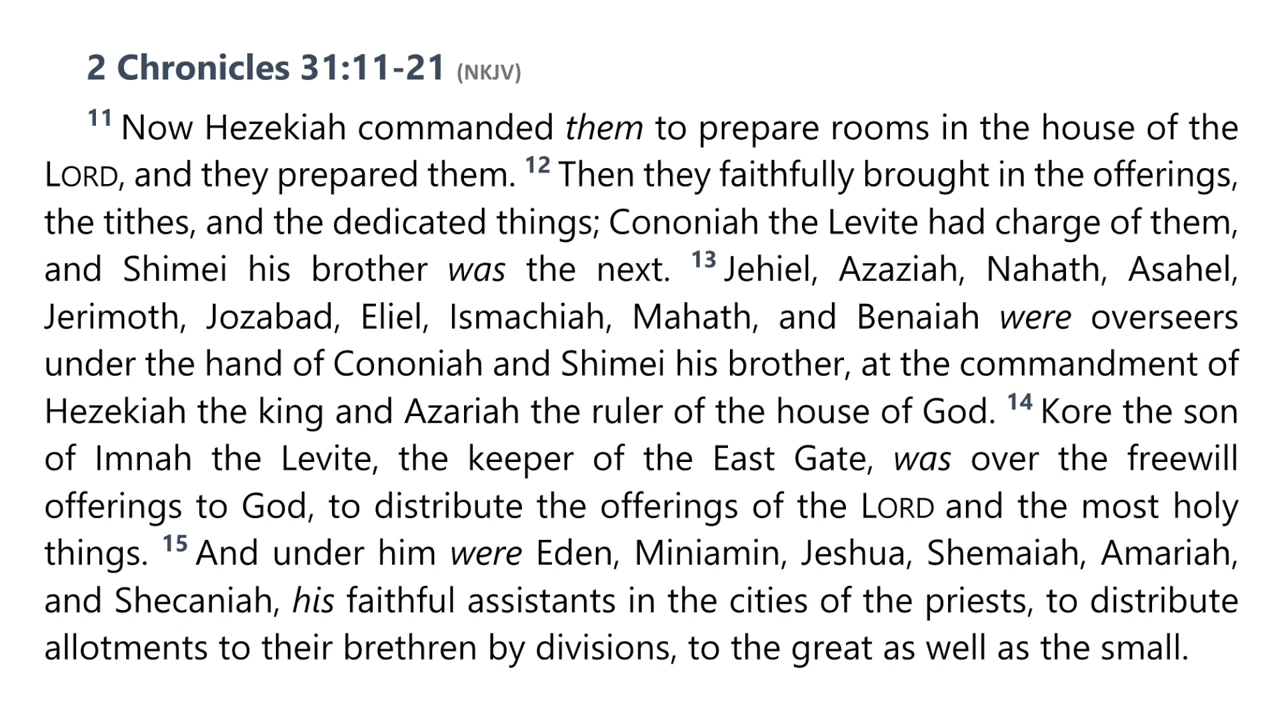 2 Chronicles 31:11-21 (NKJV)
11 Now Hezekiah commanded them to prepare rooms in the house of the
LORD, and they prepared them. 12 Then they faithfully brought in the offerings,
the tithes, and the dedicated things; Cononiah the Levite had charge of them,
and Shimei his brother was the next. 13 Jehiel, Azaziah, Nahath, Asahel,
Jerimoth, Jozabad, Eliel, Ismachiah, Mahath, and Benaiah were overseers
under the hand of Cononiah and Shimei his brother, at the commandment of
Hezekiah the king and Azariah the ruler of the house of God. 14 Kore the son
of Imnah the Levite, the keeper of the East Gate, was over the freewill
offerings to God, to distribute the offerings of the LORD and the most holy
things. 15 And under him were Eden, Miniamin, Jeshua, Shemaiah, Amariah,
and Shecaniah, his faithful assistants in the cities of the priests, to distribute
allotments to their brethren by divisions, to the great as well as the small.